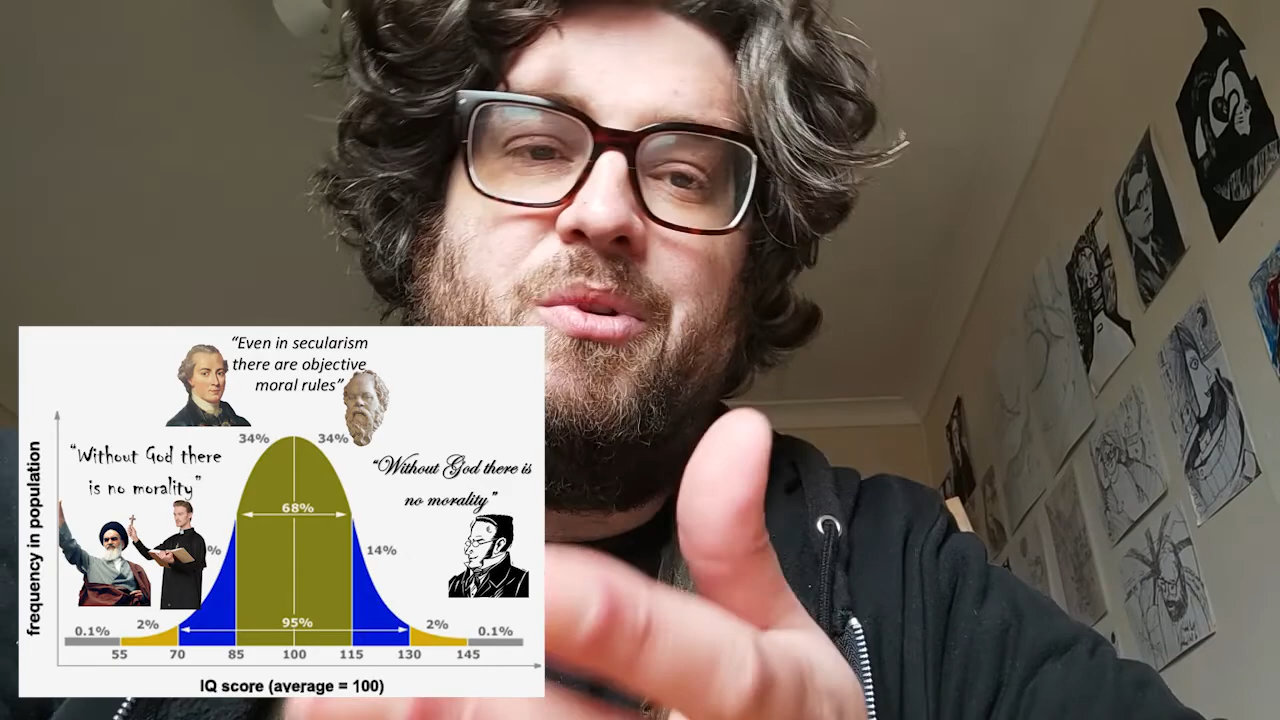 “Even in secularism
there are objective
moral rules”
34% 34%
“Without God there
is no morality”
“Without God there is
no morality”
68%
% 14%
2% 95% 2%
0.1% 0.1%
55 70 85 100 115 130 145
frequency in population
IQ score (average = 100)